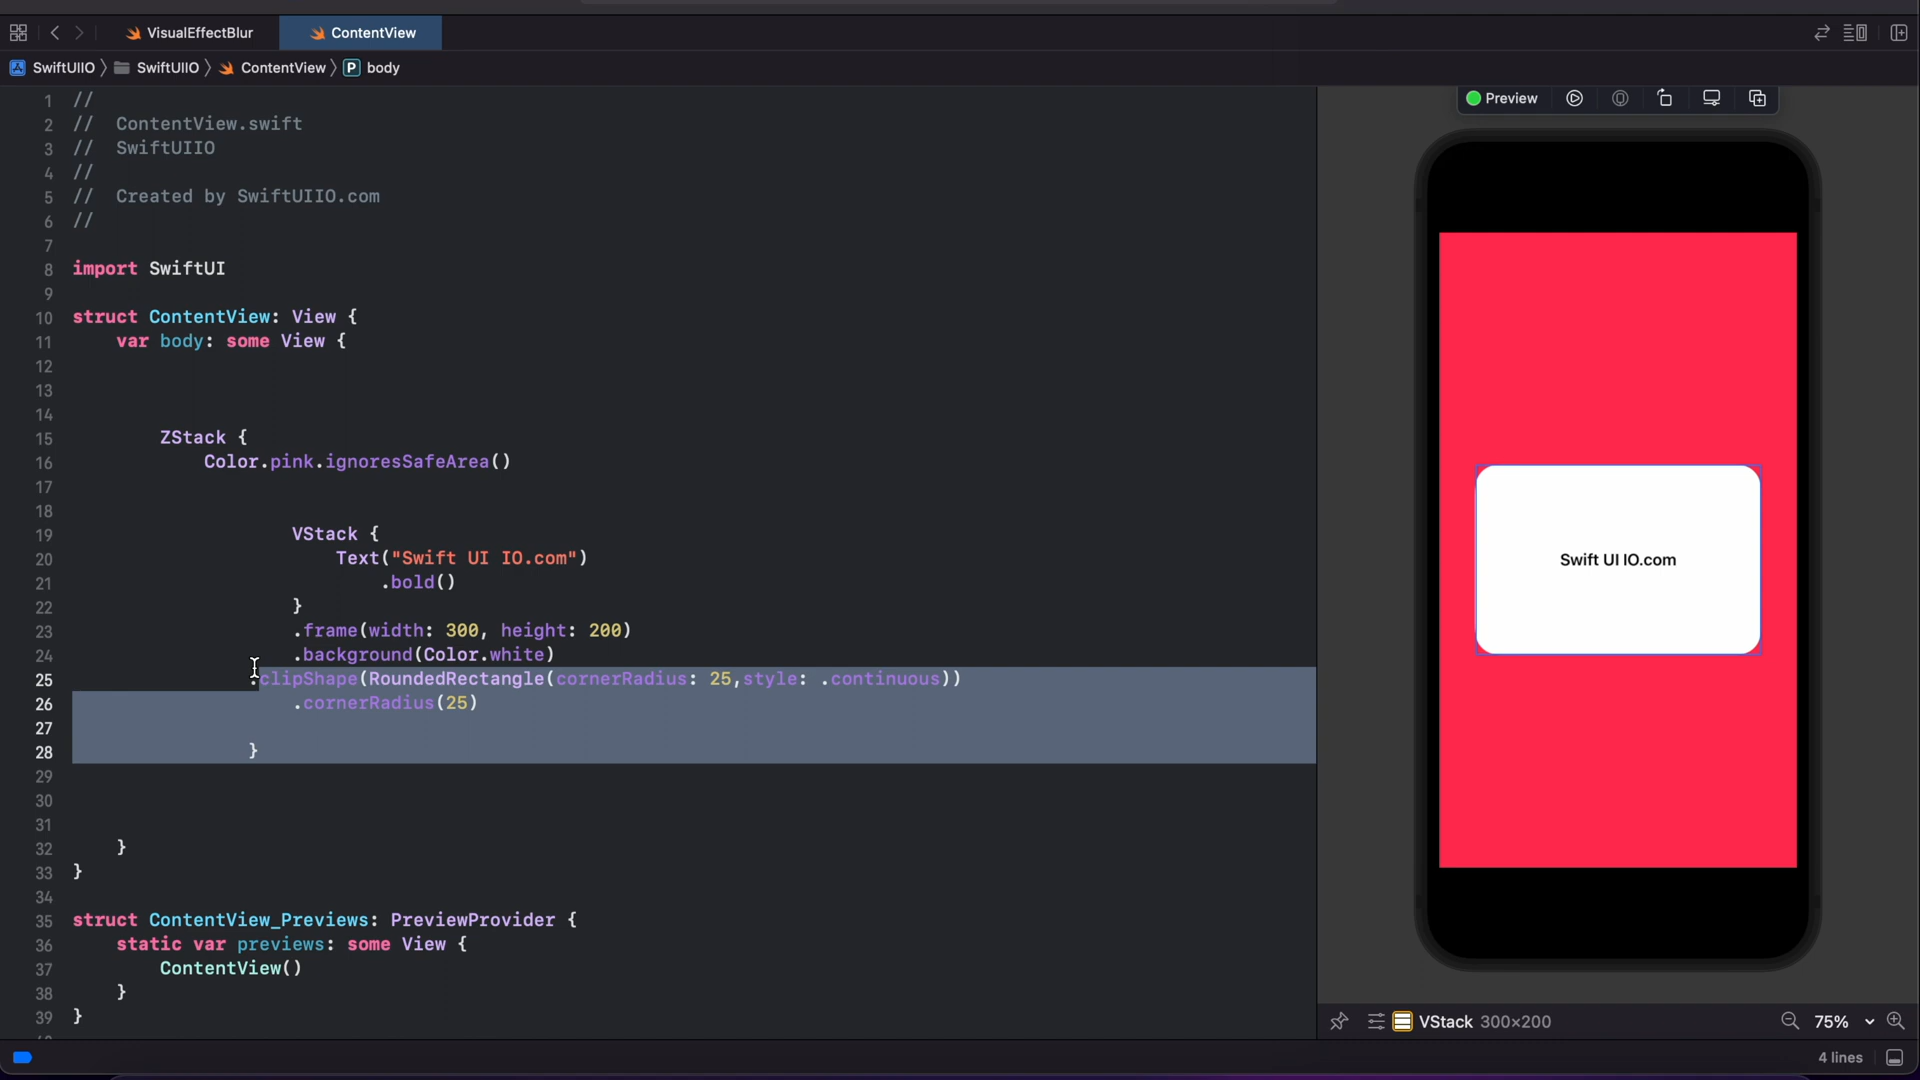 VisualEffectBlur
ContentView
SwiftUIIO 〉 SwiftUIIO 〉 ContentView 〉 P body
1 //
2 //  ContentView.swift
3 //  SwiftUIIO
4 //
5 //  Created by SwiftUIIO.com
6 //
7
8 import SwiftUI
9
10 struct ContentView: View {
11     var body: some View {
12
13
14
15         ZStack {
16             Color.pink.ignoresSafeArea()
17
18
19                     VStack {
20                         Text("Swift UI IO.com")
21                             .bold()
22                     }
23                     .frame(width: 300, height: 200)
24                     .background(Color.white)
25                 .clipShape(RoundedRectangle(cornerRadius: 25,style: .continuous))
26                     .cornerRadius(25)
27
28                 }
29
30
31
32     }
33 }
34
35 struct ContentView_Previews: PreviewProvider {
36     static var previews: some View {
37         ContentView()
38     }
39 }
Preview
Swift UI IO.com
VStack 300×200
75%
4 lines